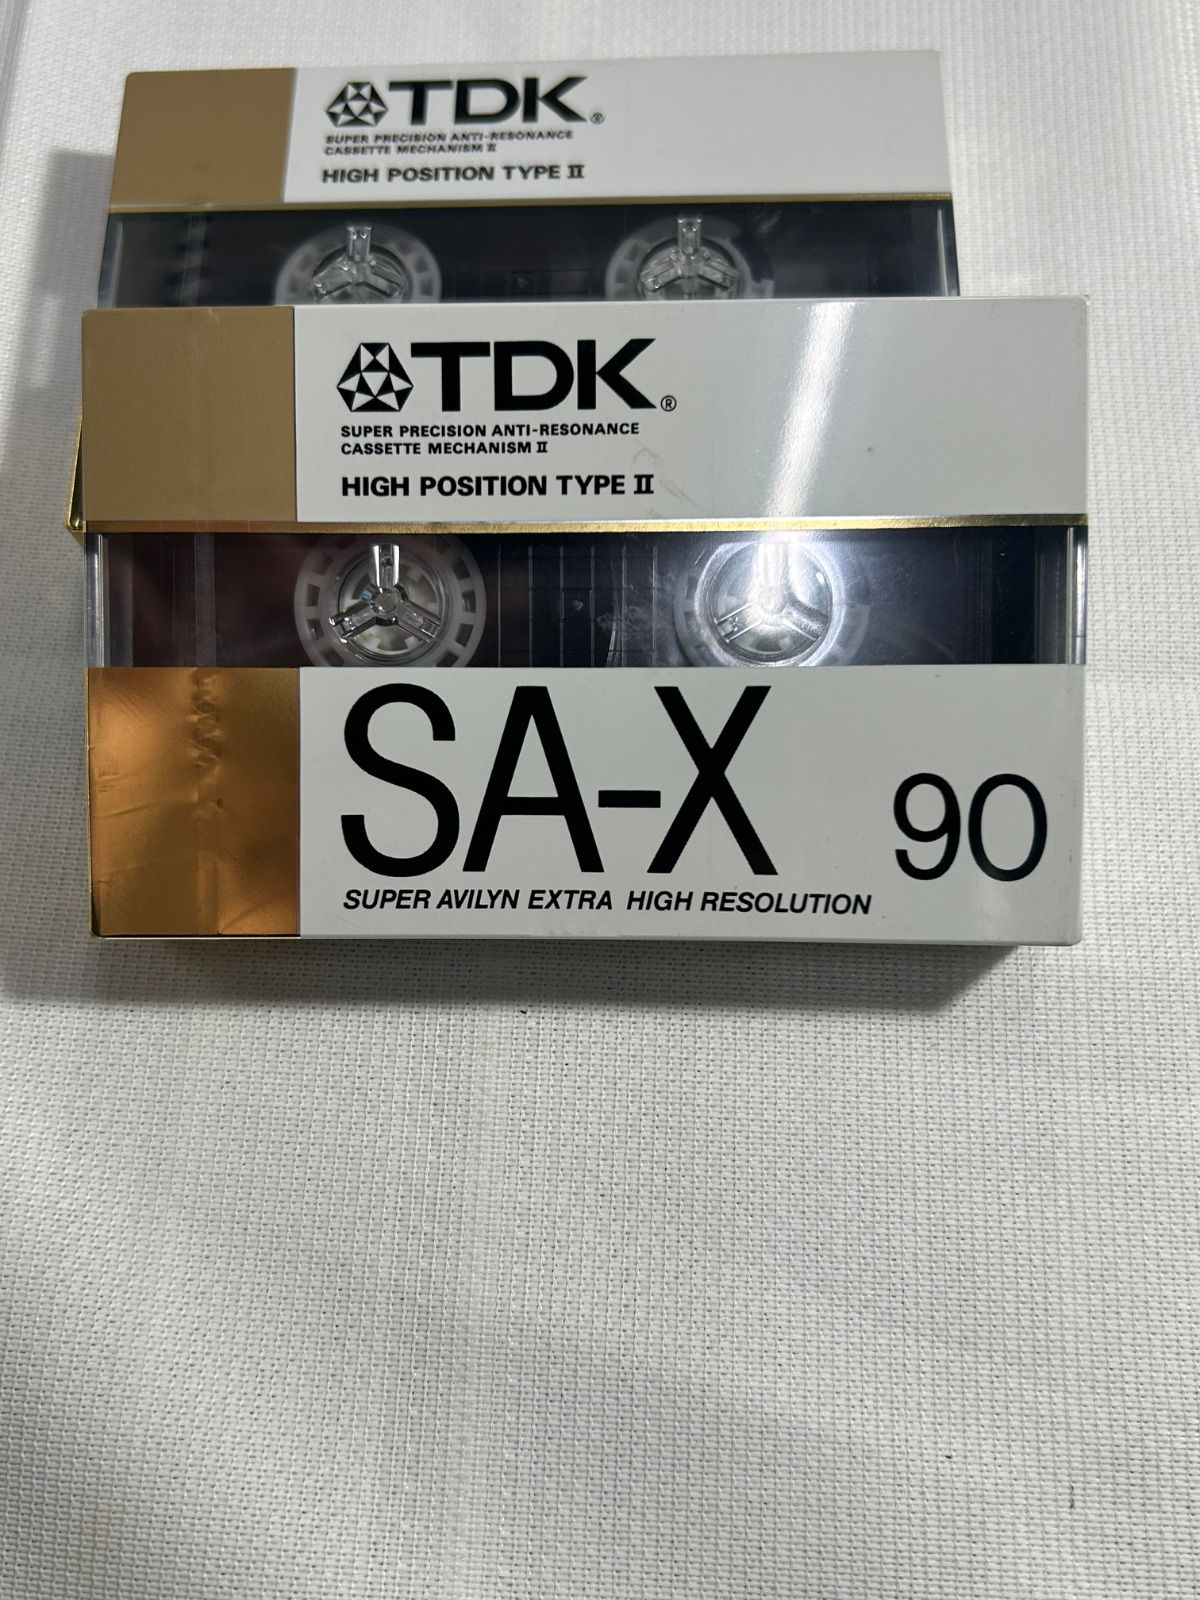 TDK®
SUPER PRECISION ANTI-RESONANCE
CASSETTE MECHANISM II
HIGH POSITION TYPE II
TDK®
SUPER PRECISION ANTI-RESONANCE
CASSETTE MECHANISM II
HIGH POSITION TYPE II
SA-X 90
SUPER AVILYN EXTRA HIGH RESOLUTION